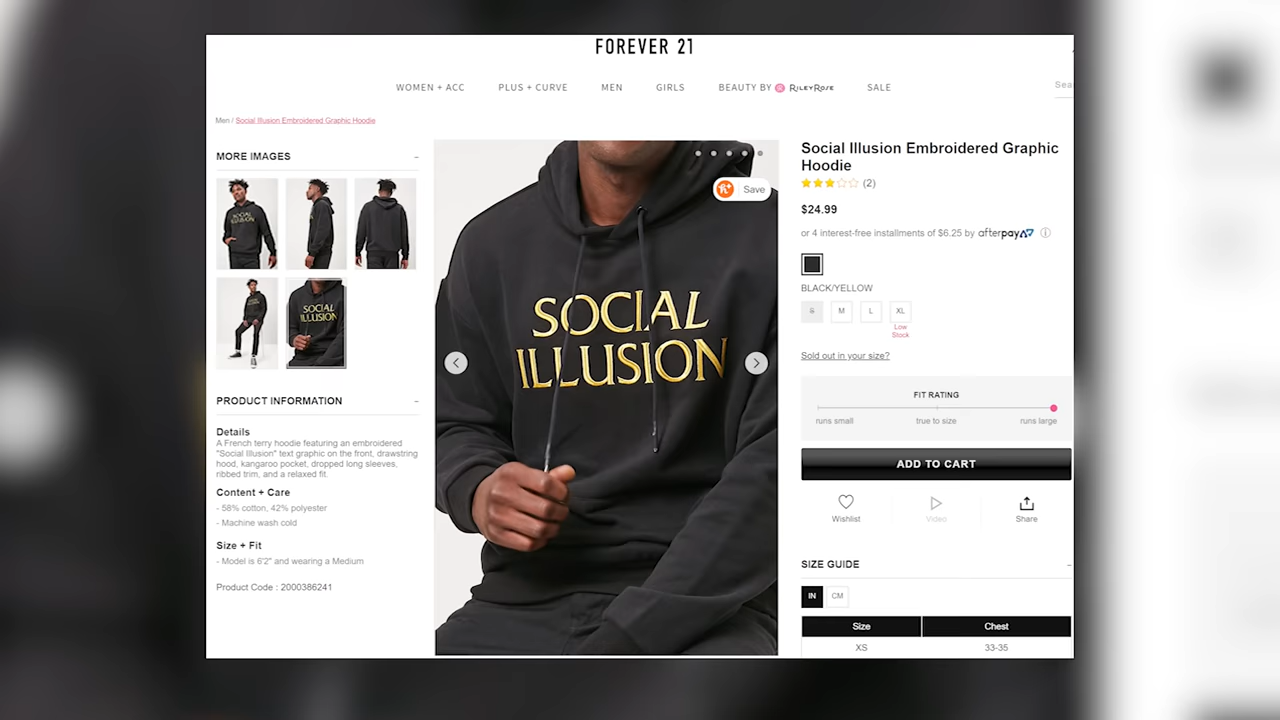 FOREVER 21
WOMEN + ACC
PLUS + CURVE
MEN
GIRLS
BEAUTY BY RILEYROSE
SALE
Sea
Men / Social Illusion Embroidered Graphic Hoodie
MORE IMAGES
SOCIAL
ILLUSION
SOCIAL
ILLUSION
PRODUCT INFORMATION
Details
A French terry hoodie featuring an embroidered
"Social Illusion" text graphic on the front, drawstring
hood, kangaroo pocket, dropped long sleeves,
ribbed trim, and a relaxed fit.
Content + Care
- 58% cotton, 42% polyester
- Machine wash cold
Size + Fit
- Model is 6'2" and wearing a Medium
Product Code : 2000386241
Save
SOCIAL
ILLUSION
Social Illusion Embroidered Graphic
Hoodie
(2)
$24.99
or 4 interest-free installments of $6.25 by afterpay
BLACK/YELLOW
S
M
L
XL
Low
Stock
Sold out in your size?
FIT RATING
runs small
true to size
runs large
ADD TO CART
Wishlist
Video
Share
SIZE GUIDE
IN
CM
Size
Chest
XS
33-35